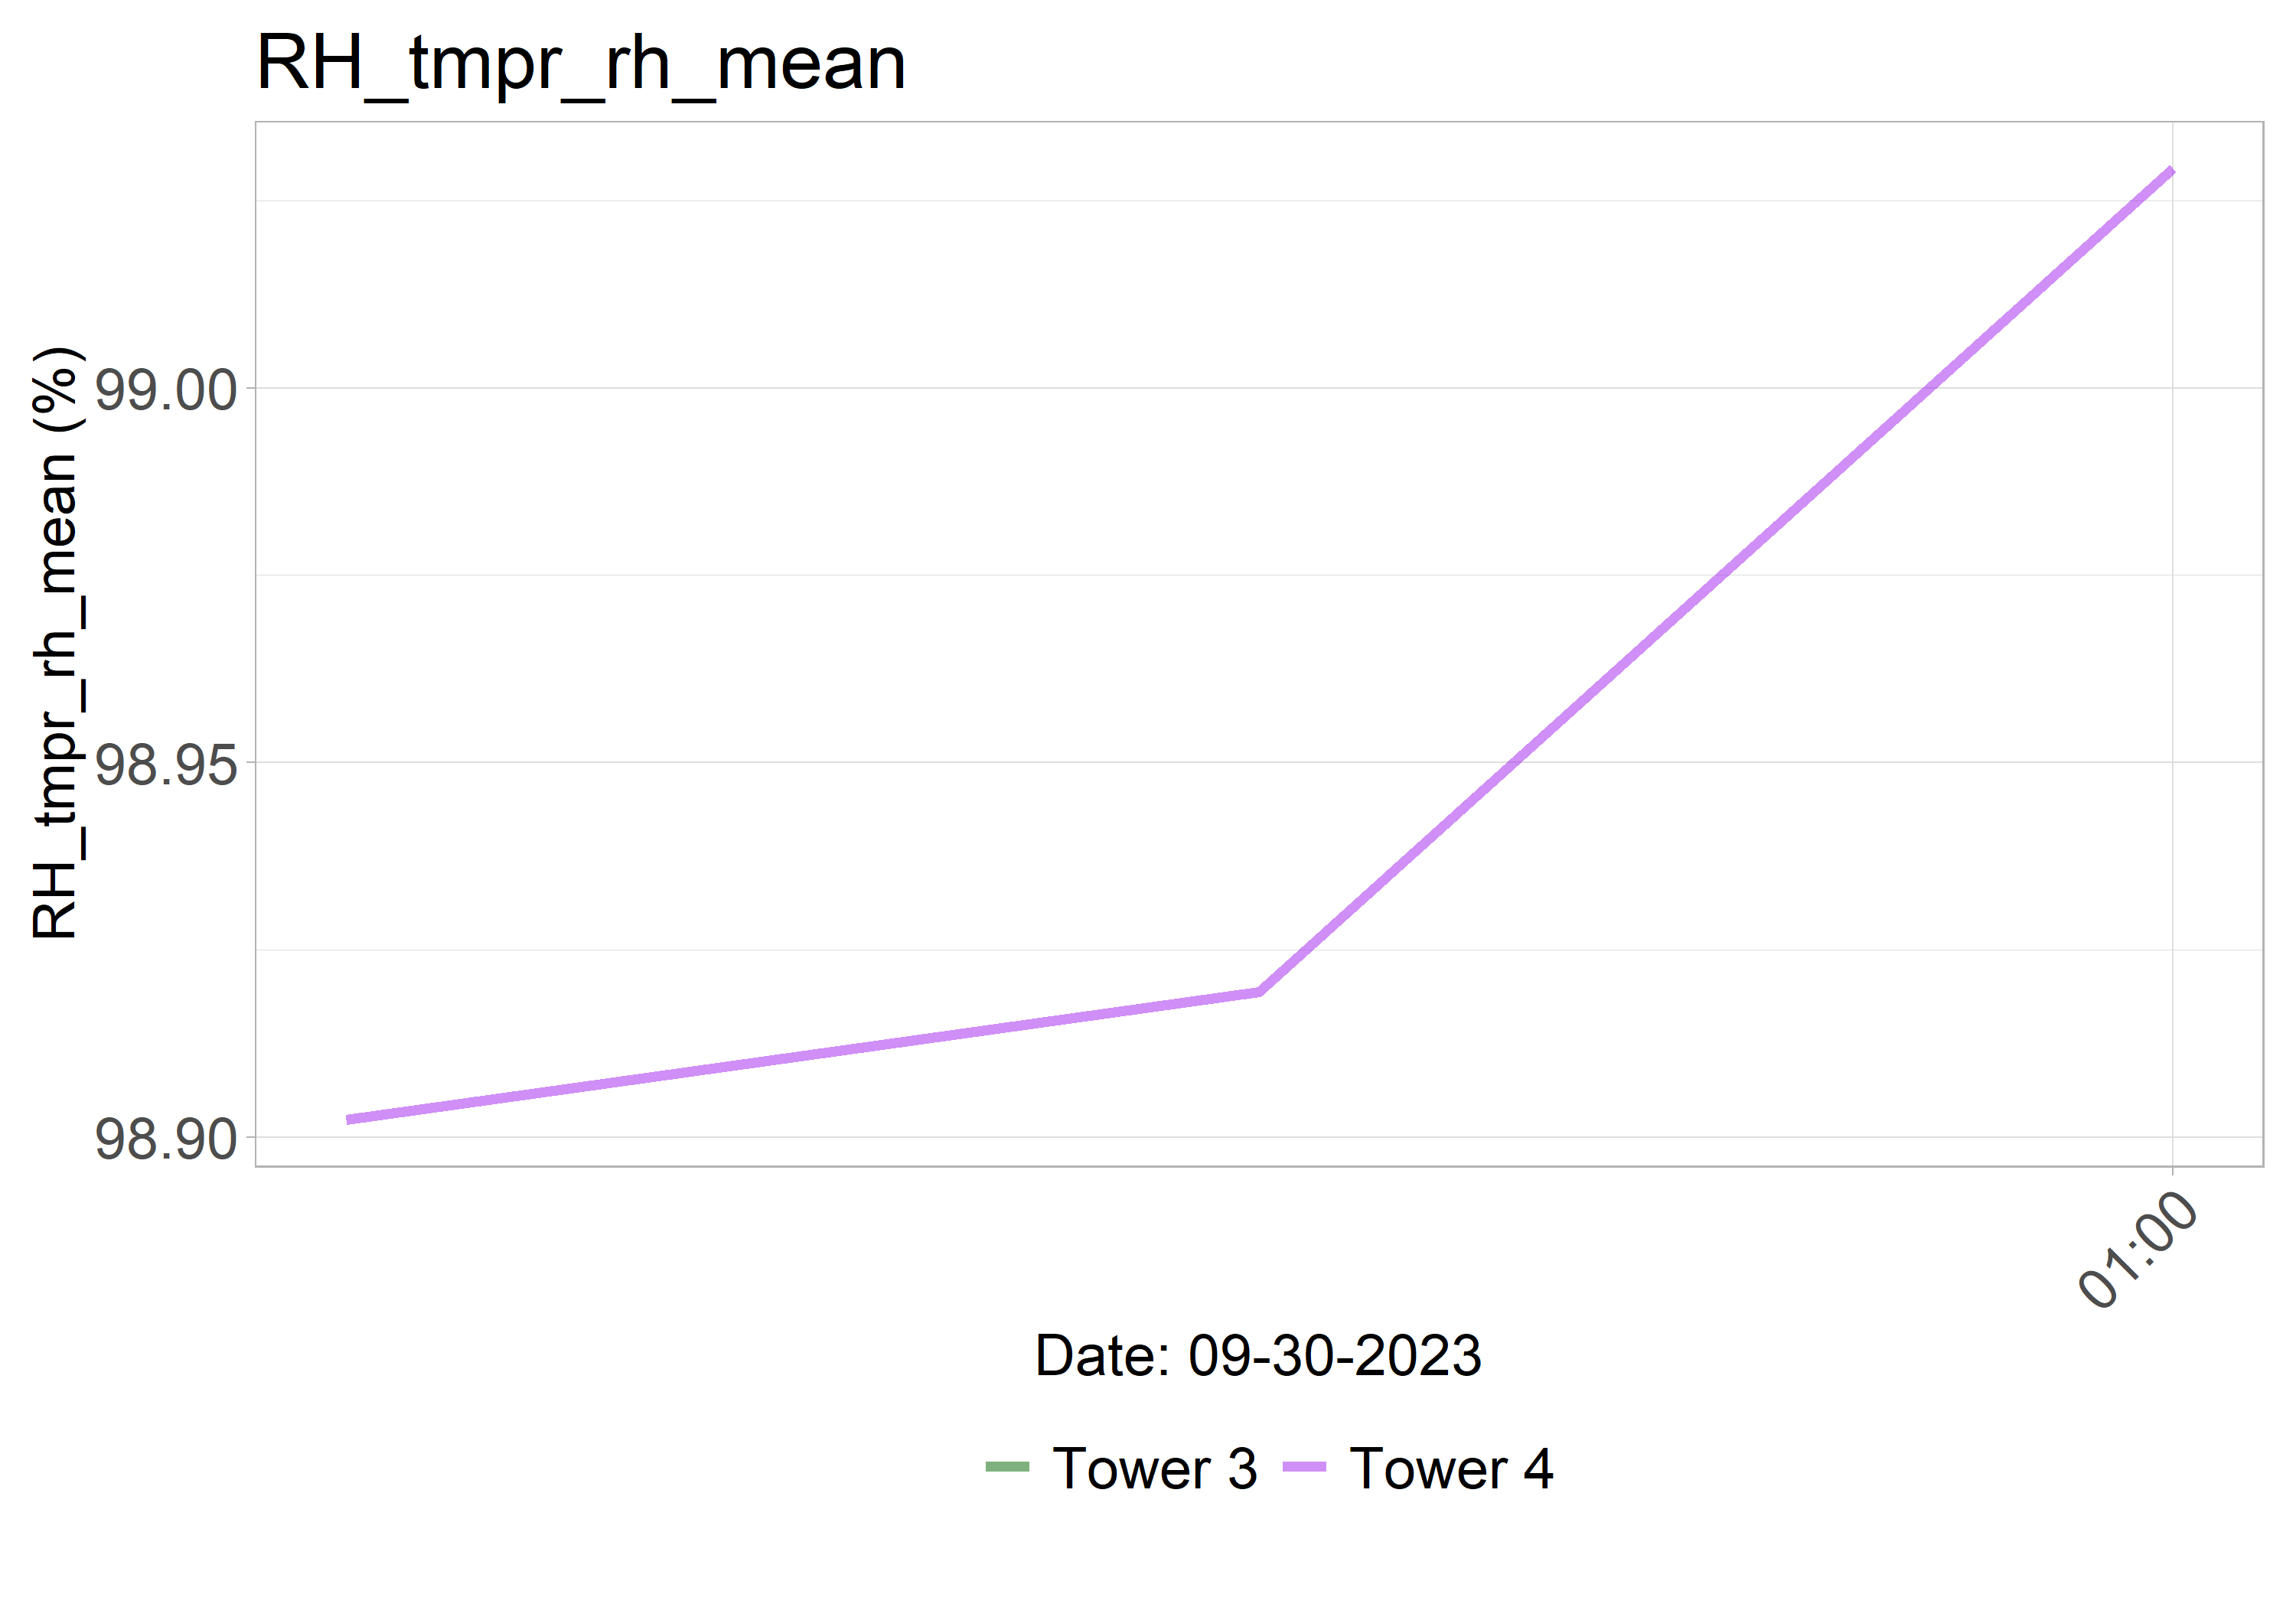 RH_tmpr_rh_mean
RH_tmpr_rh_mean (%)
99.00
98.95
98.90
01:00
Date: 09-30-2023
Tower 3 Tower 4